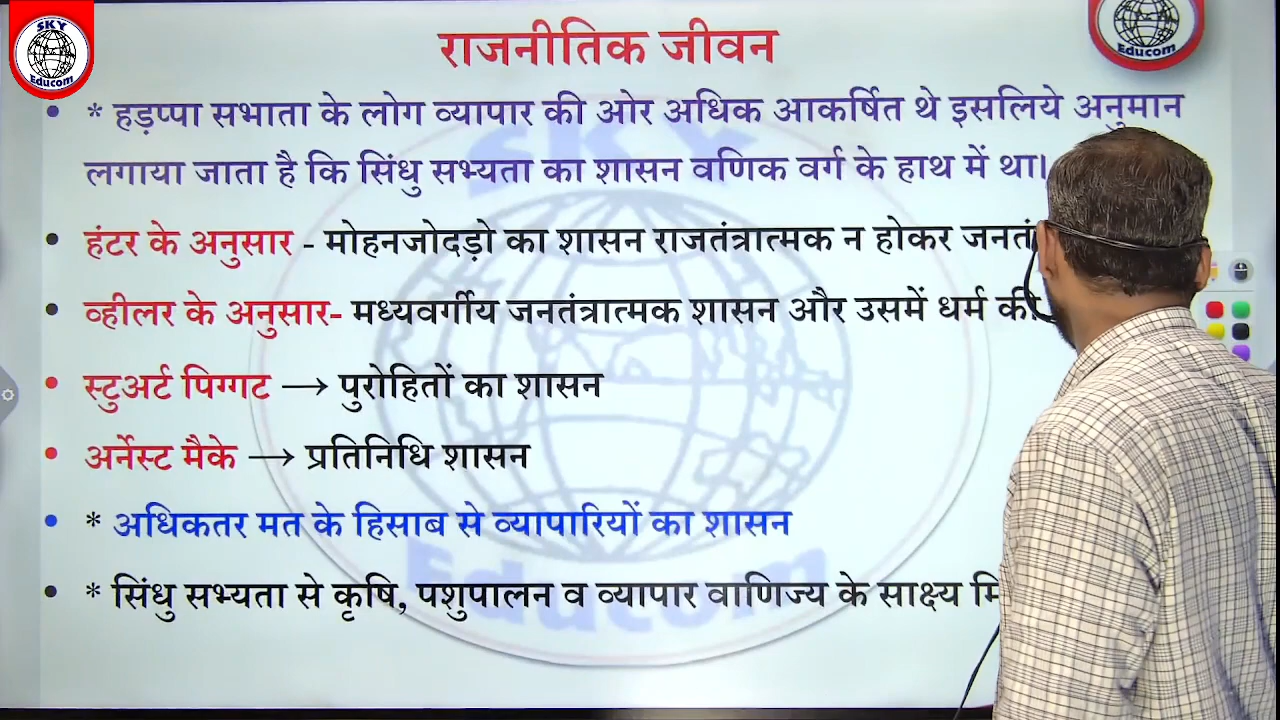 SKY
Educom
Educom
राजनीतिक जीवन
* हड़प्पा सभाता के लोग व्यापार की ओर अधिक आकर्षित थे इसलिये अनुमान
लगाया जाता है कि सिंधु सभ्यता का शासन वणिक वर्ग के हाथ में था।
हंटर के अनुसार - मोहनजोदड़ो का शासन राजतंत्रात्मक न होकर
व्हीलर के अनुसार- मध्यवर्गीय जनतंत्रात्मक शासन और उसमें धर्म की
स्टुअर्ट पिग्गट → पुरोहितों का शासन
अर्नेस्ट मैके → प्रतिनिधि शासन
* अधिकतर मत के हिसाब से व्यापारियों का शासन
* सिंधु सभ्यता से कृषि, पशुपालन व व्यापार वाणिज्य के साक्ष्य
SKY
Educom